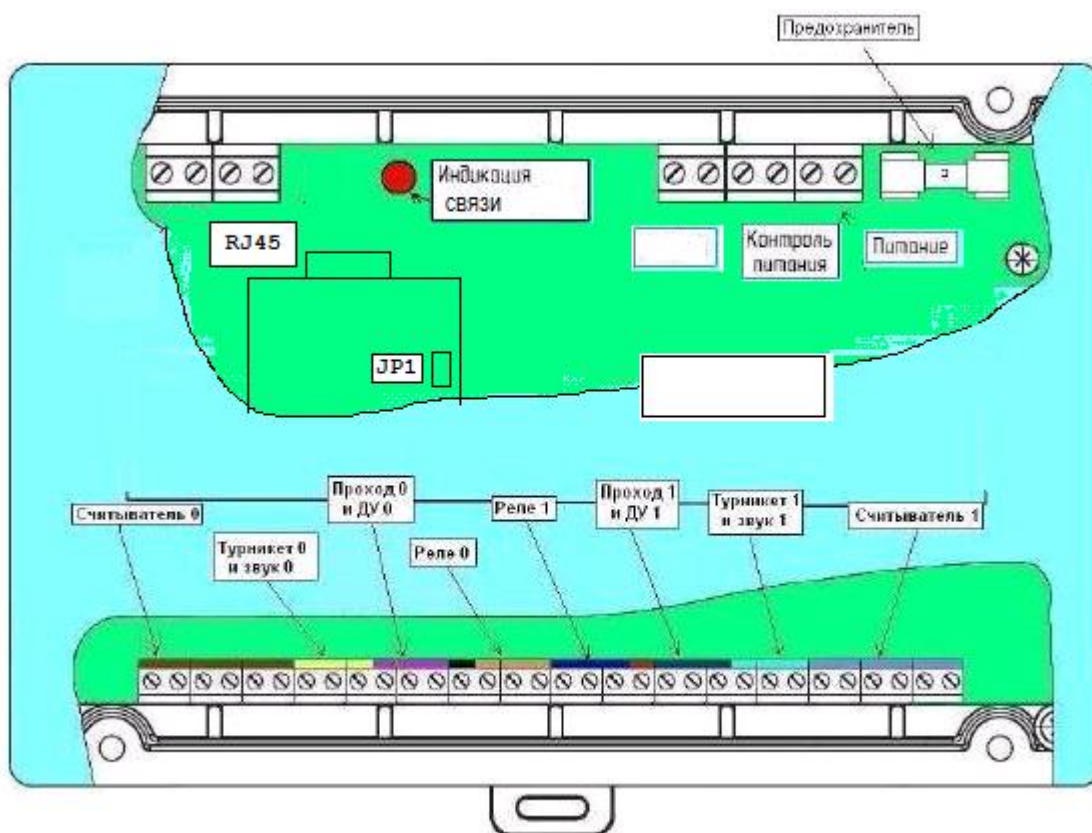 Предохранитель
Индикация
СВЯЗИ
RJ45
Контроль
питания
Питание
JP1
Считыватель 0
Проход 0
и ДУ 0
Реле 1
Проход 1
и ДУ 1
Турникет 1
и звук 1
Считыватель 1
Турникет 0
и звук 0
Реле 0